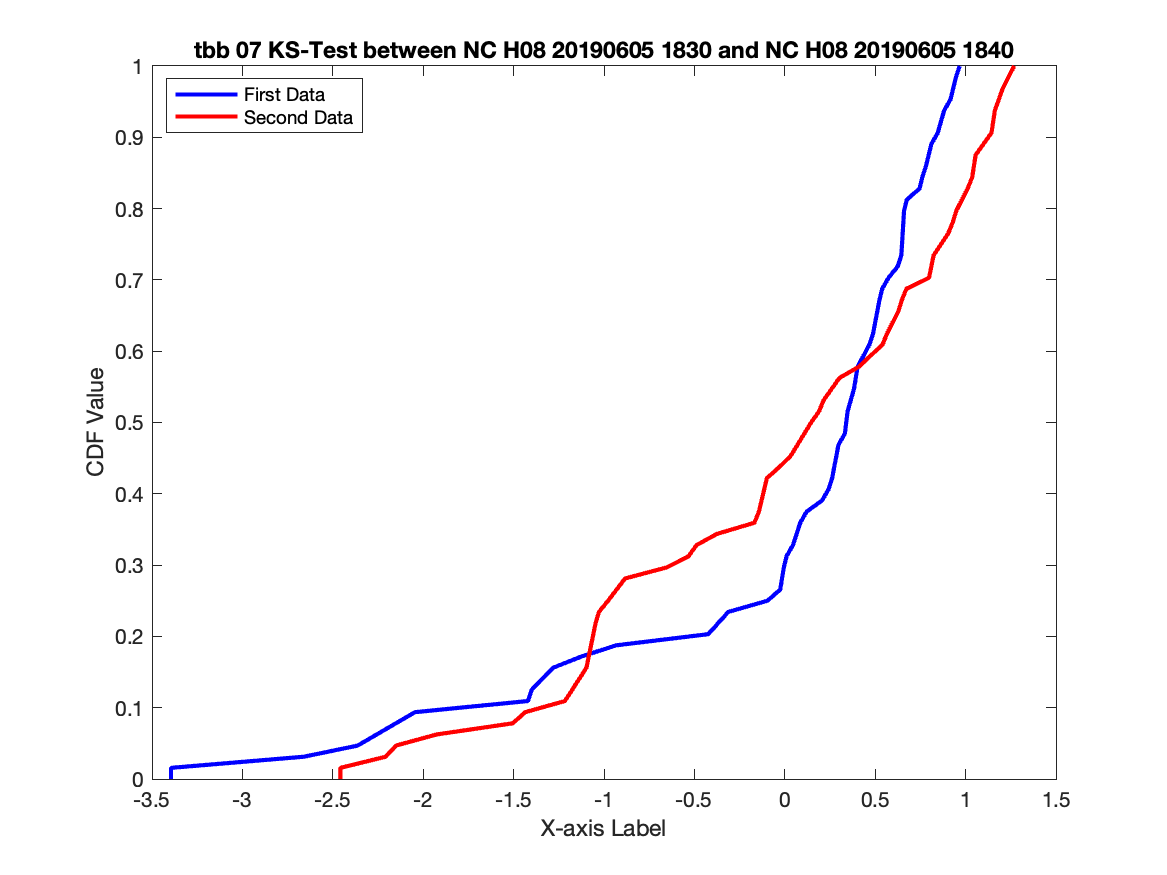 tbb 07 KS-Test between NC H08 20190605 1830 and NC H08 20190605 1840
First Data
Second Data
1
0.9
0.8
0.7
0.6
0.5
0.4
0.3
0.2
0.1
0
CDF Value
-3.5 -3 -2.5 -2 -1.5 -1 -0.5 0 0.5 1 1.5
X-axis Label